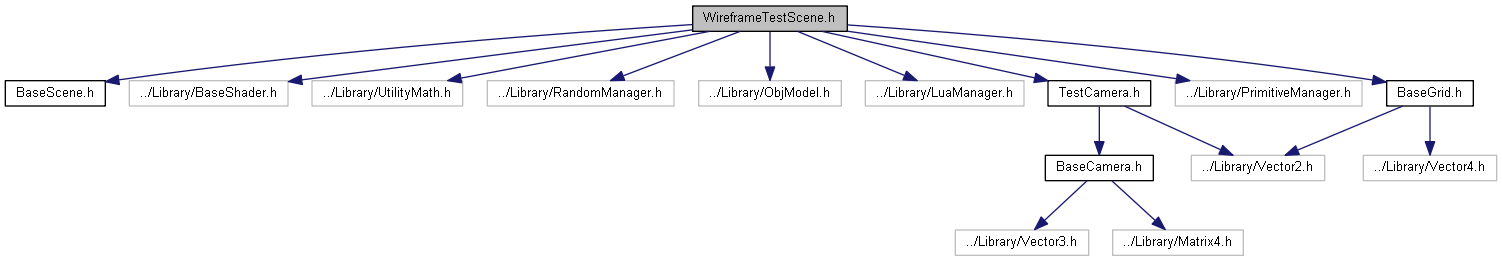 WireframeTestScene.h
BaseScene.h
../Library/BaseShader.h
../Library/UtilityMath.h
../Library/RandomManager.h
../Library/ObjModel.h
../Library/LuaManager.h
TestCamera.h
../Library/PrimitiveManager.h
BaseGrid.h
BaseCamera.h
../Library/Vector2.h
../Library/Vector4.h
../Library/Vector3.h
../Library/Matrix4.h